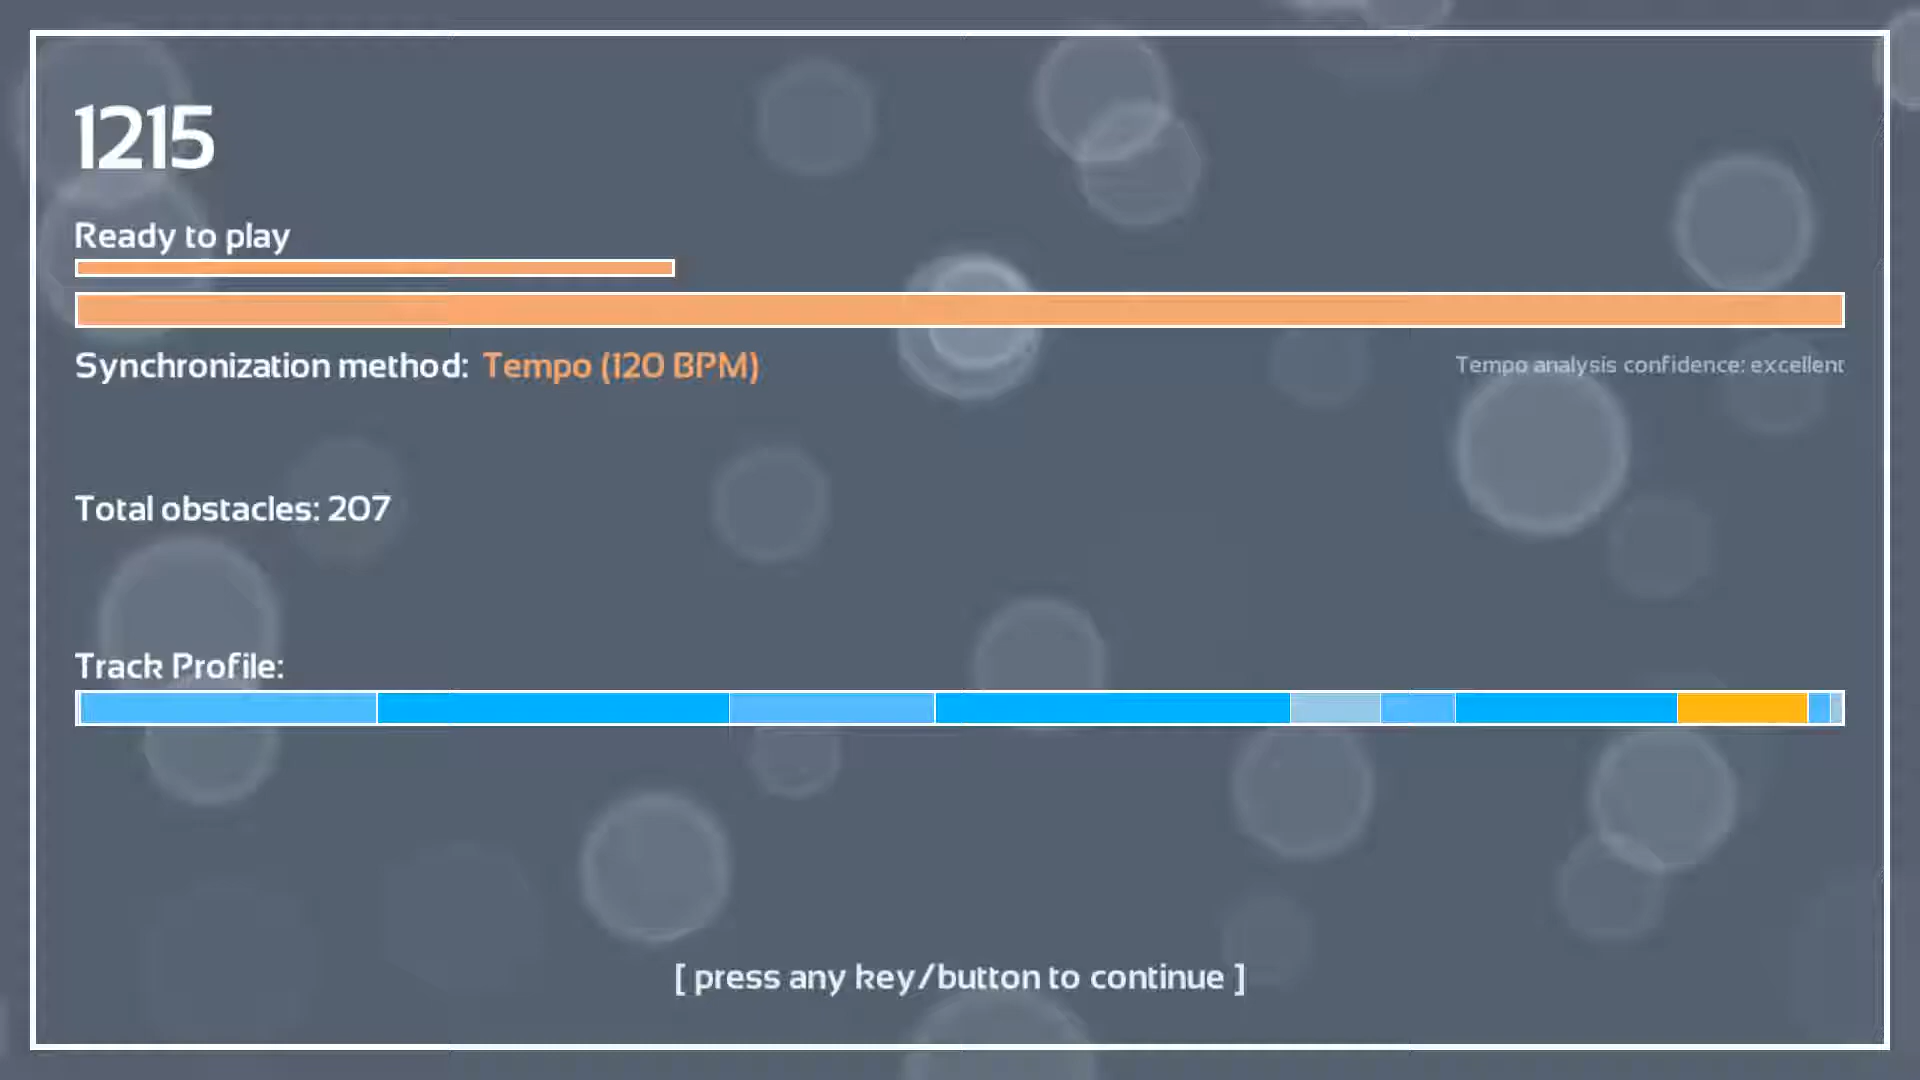 1215
Ready to play
Synchronization method: Tempo (120 BPM)
Tempo analysis confidence: excellent
Total obstacles: 207
Track Profile:
[ press any key/button to continue ]